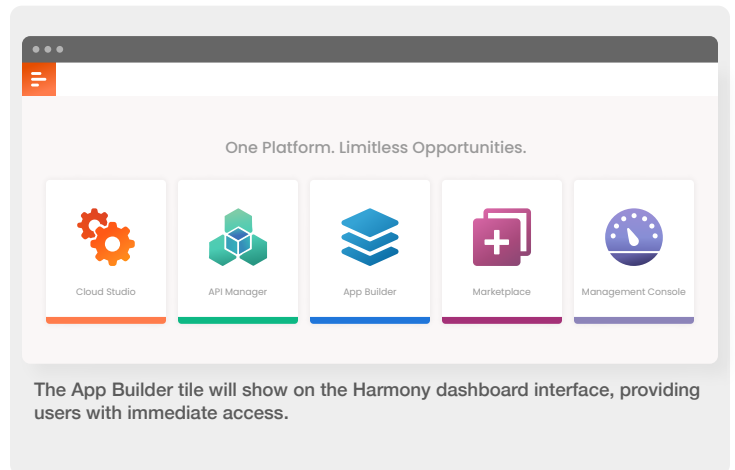 One Platform. Limitless Opportunities.
Cloud Studio
API Manager
App Builder
Marketplace
Management Console
The App Builder tile will show on the Harmony dashboard interface, providing
users with immediate access.